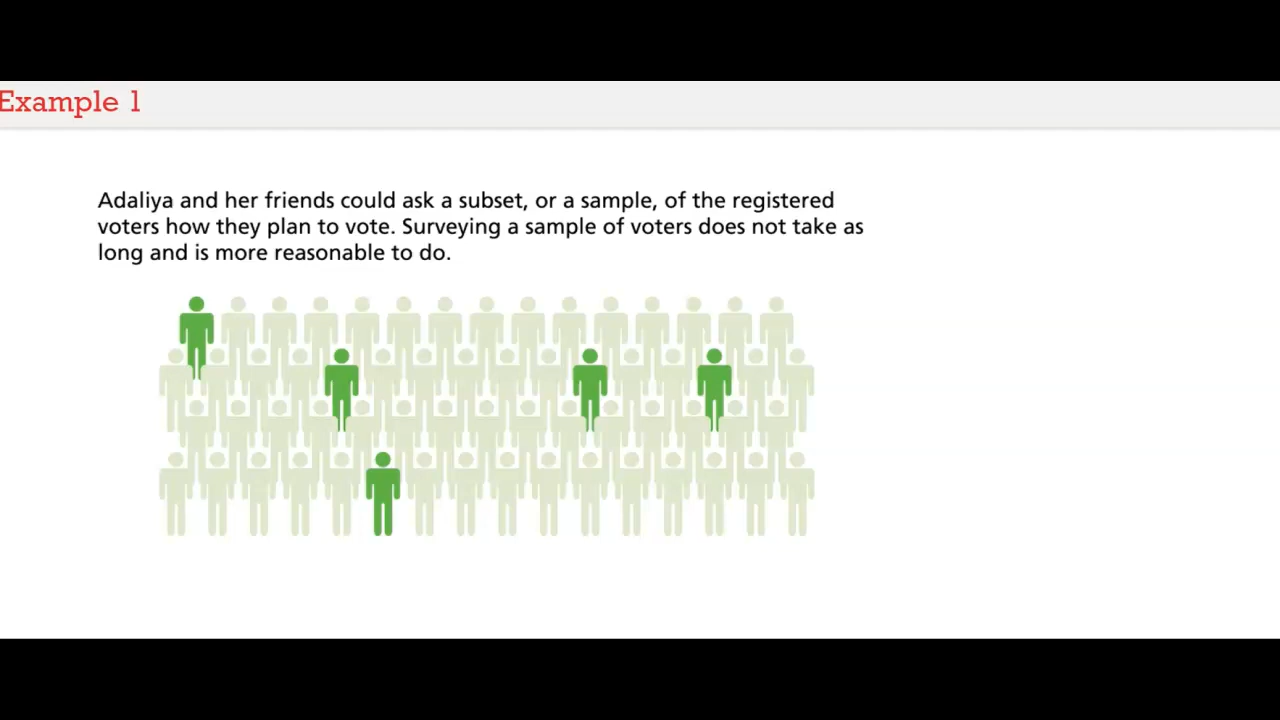 Example 1
Adaliya and her friends could ask a subset, or a sample, of the registered
voters how they plan to vote. Surveying a sample of voters does not take as
long and is more reasonable to do.